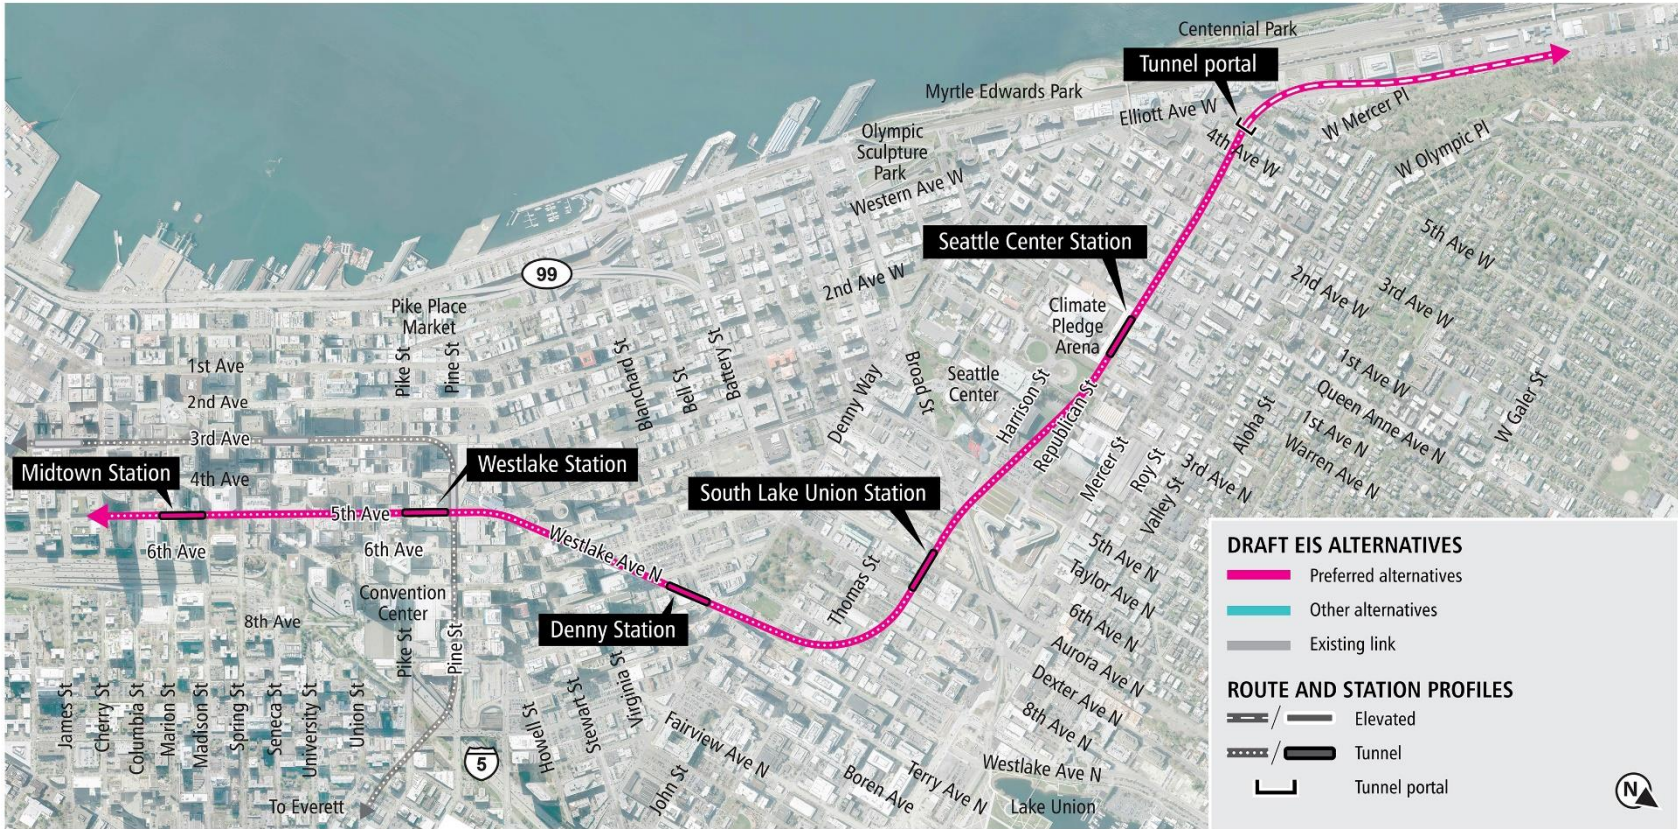 Centennial Park
Tunnel portal
Myrtle Edwards Park
Elliott Ave W
W Mercer Pl
4th Ave W
W Olympic Pl
Olympic
Sculpture
Park
Western Ave W
Seattle Center Station
5th Ave W
99
2nd Ave W
2nd Ave W
3rd Ave W
Pike Place
Market
Climate
Pledge
Arena
1st Ave
Pike St
Pine St
Blanchard St
Bell St
Battery St
Denny Way
Broad St
Seattle
Center
Harrison St
Republican St
1st Ave W
Queen Anne Ave N
W Galer St
2nd Ave
3rd Ave
Mercer St
Roy St
Valley St
Aloha St
3rd Ave N
1st Ave N
Warren Ave N
Midtown Station
4th Ave
Westlake Station
South Lake Union Station
5th Ave
6th Ave
6th Ave
Westlake Ave N
Thomas St
5th Ave N
Taylor Ave N
6th Ave N
Aurora Ave N
Dexter Ave N
8th Ave N
Convention
Center
8th Ave
Pike St
Pine St
Denny Station
James St
Cherry St
Columbia St
Marion St
Madison St
Spring St
Seneca St
University St
Union St
5
Howell St
Stewart St
Virginia St
Fairview Ave N
John St
Boren Ave
Terry Ave N
Westlake Ave N
Lake Union
To Everett
DRAFT EIS ALTERNATIVES
Preferred alternatives
Other alternatives
Existing link
ROUTE AND STATION PROFILES
/ Elevated
/ Tunnel
Tunnel portal
N